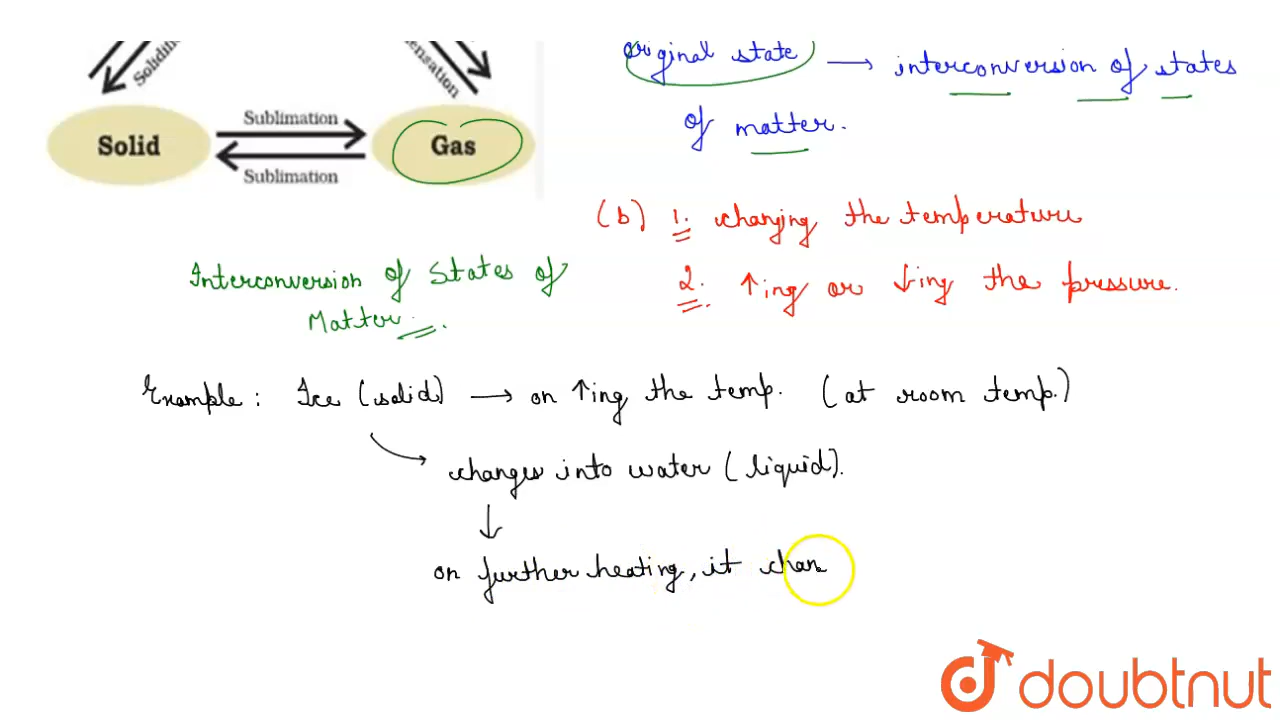 Solidifi
ensation
Sublimation
Solid
Gas
Sublimation
original state → interconversion of states
of matter.
(b) 1. changing the temperature
2. ↑ing or ↓ing the pressure.
Interconversion of States of
Matter.
Example: Ice (solid) → on ↑ing the temp. (at room temp.)
changes into water (liquid).
↓
on further heating, it chan
doubtnut